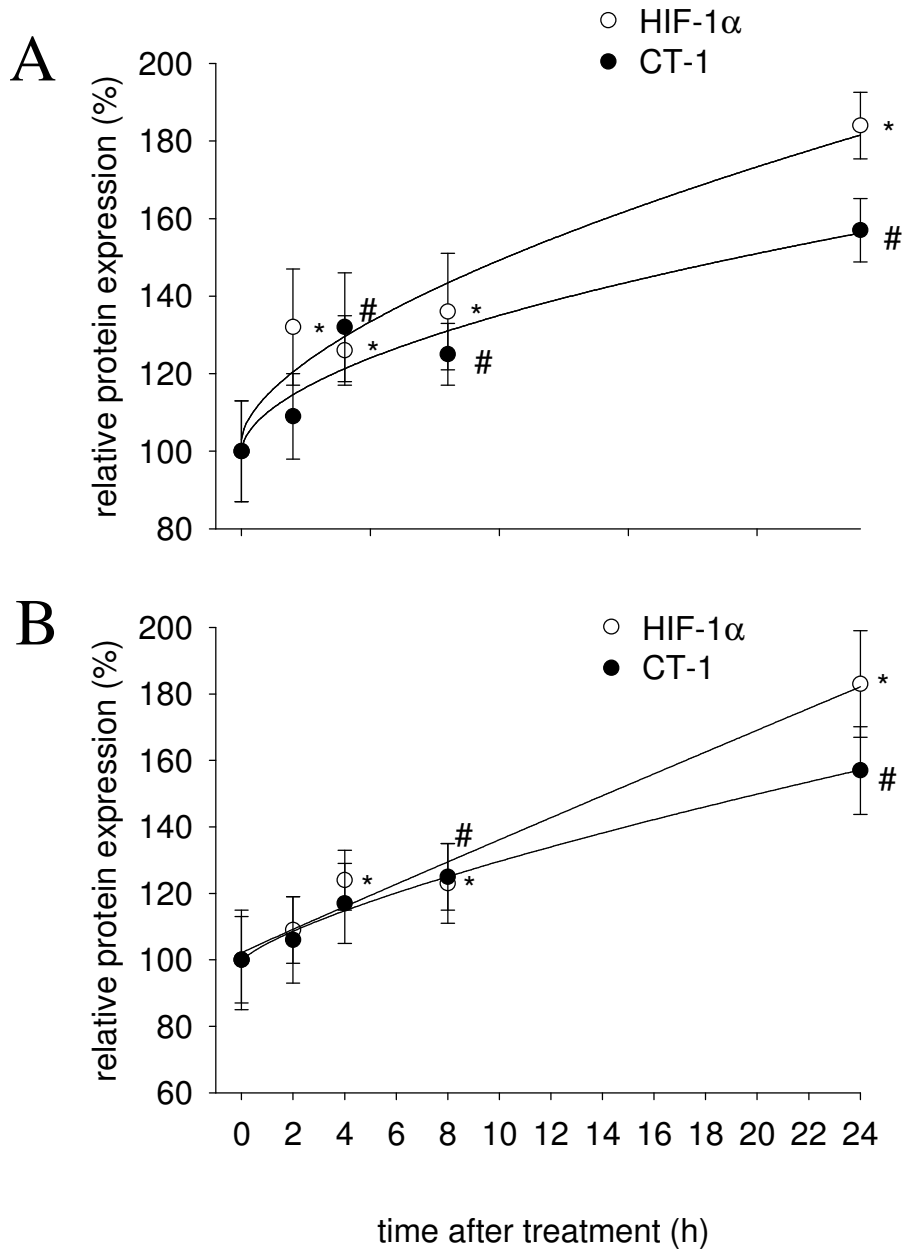 A
HIF-1α
CT-1
relative protein expression (%)
200
180
160
140
120
100
80
*
#
*
#
*
*
#
B
HIF-1α
CT-1
relative protein expression (%)
200
180
160
140
120
100
80
60
*
#
#
*
*
0 2 4 6 8 10 12 14 16 18 20 22 24
time after treatment (h)